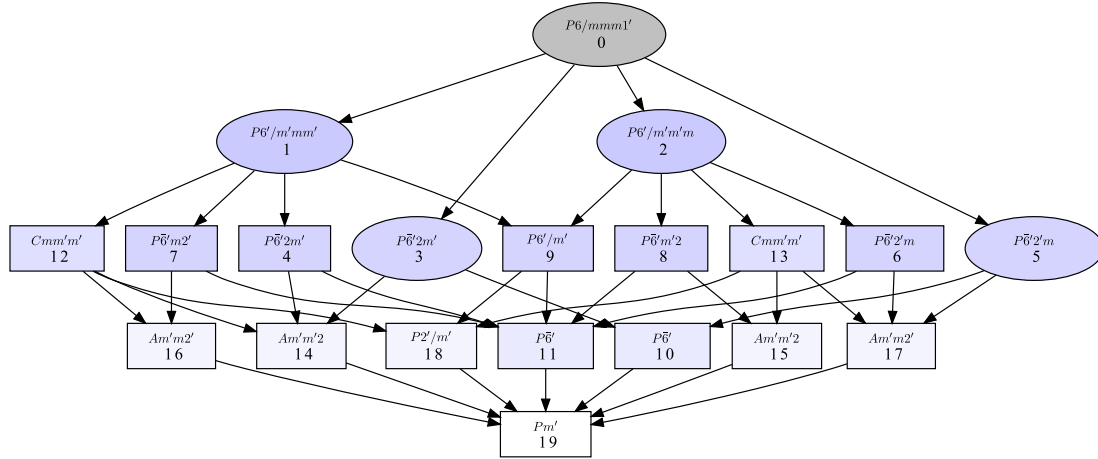 P6/mmm1′
0
P6′/m′mm′
1
P6′/m′m′m
2
Cmm′m′
12
P6̄′m2′
7
P6̄′2m′
4
P6̄′2m′
3
P6′/m′
9
P6̄′m′2
8
Cmm′m′
13
P6̄′2′m
6
P6̄′2′m
5
Am′m2′
16
Am′m′2
14
P2′/m′
18
P6̄′
11
P6̄′
10
Am′m′2
15
Am′m2′
17
Pm′
19